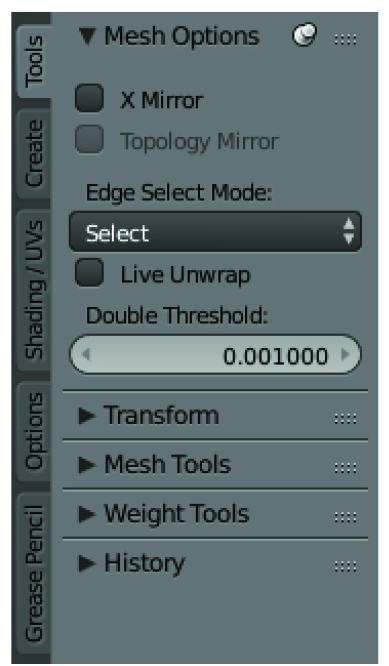 Tools
Create
Shading / UVs
Options
Grease Pencil
Mesh Options
X Mirror
Topology Mirror
Edge Select Mode:
Select
Live Unwrap
Double Threshold:
0.001000
Transform
Mesh Tools
Weight Tools
History